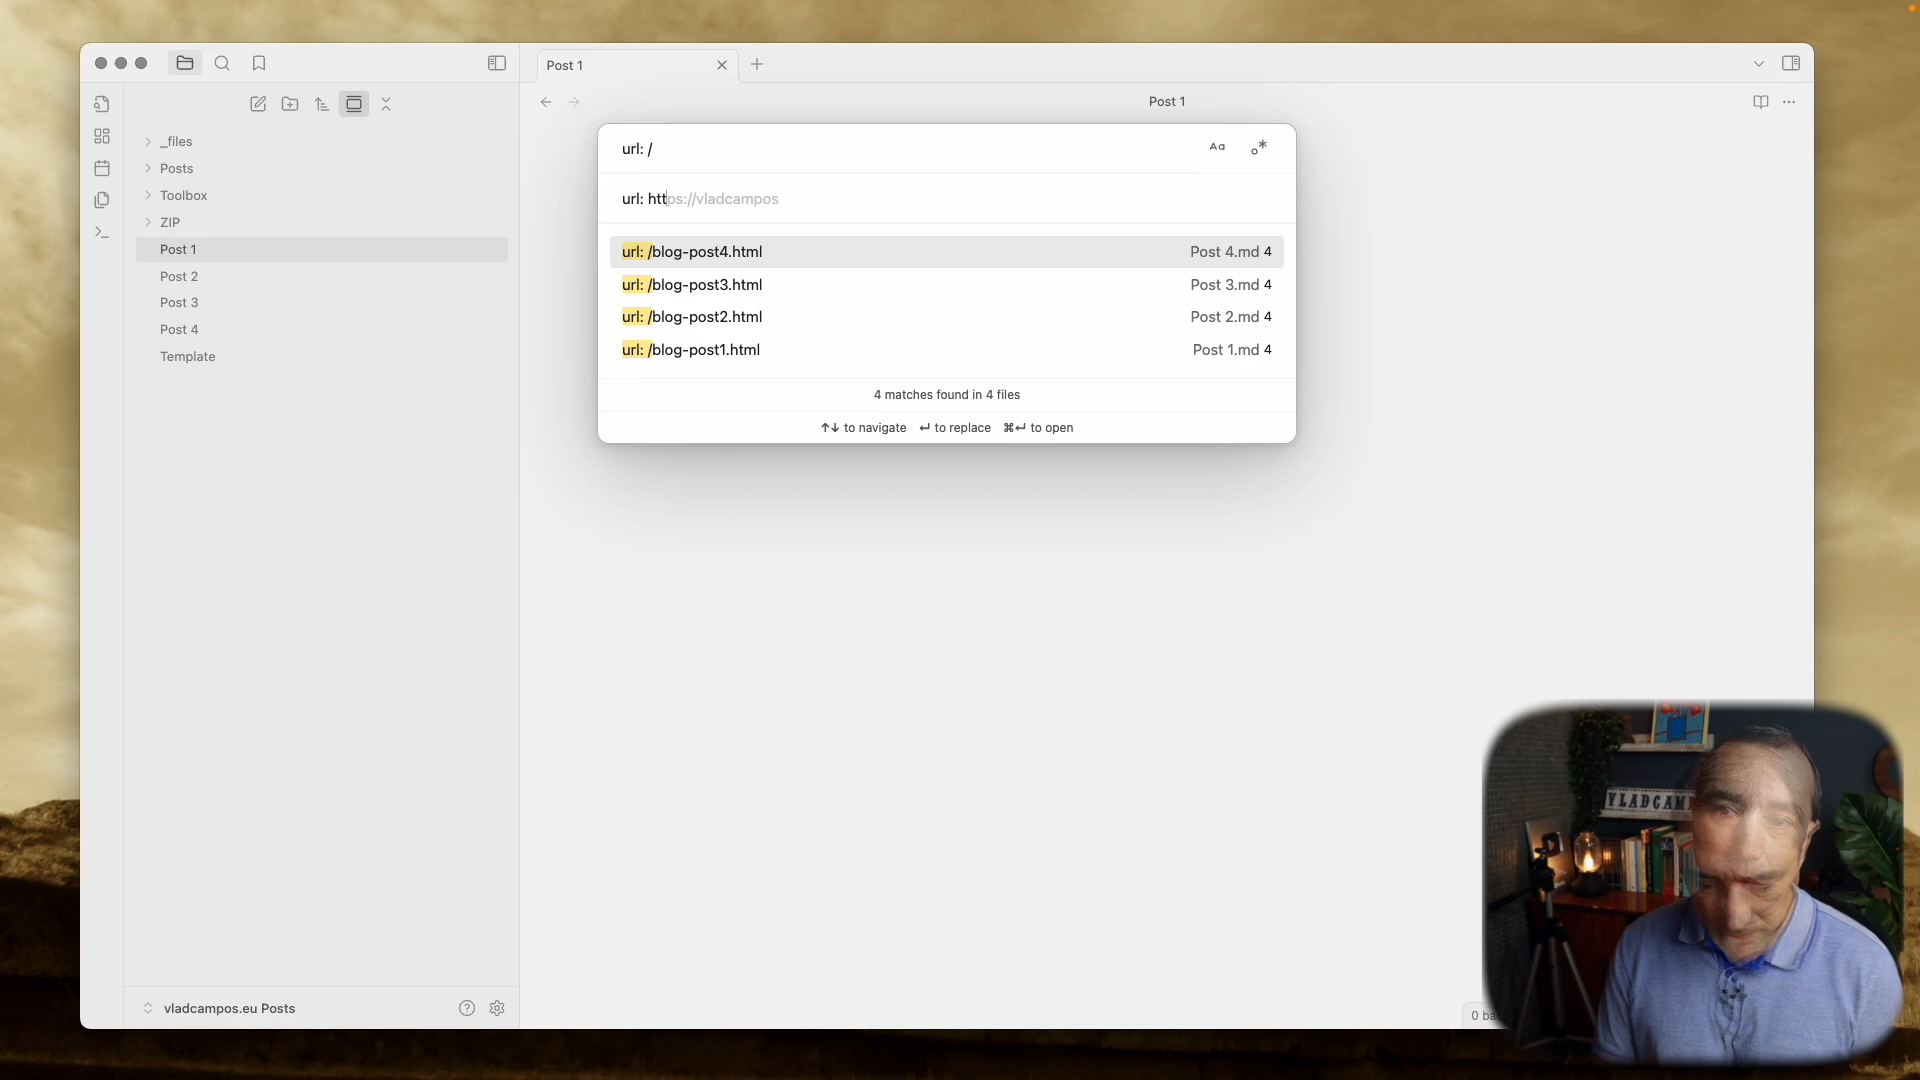 Post 1
Post 1
_files
Posts
Toolbox
ZIP
Post 1
Post 2
Post 3
Post 4
Template
url: /
Aa
url: https://vladcampos
url: /blog-post4.html Post 4.md 4
url: /blog-post3.html Post 3.md 4
url: /blog-post2.html Post 2.md 4
url: /blog-post1.html Post 1.md 4
4 matches found in 4 files
↑↓ to navigate ↵ to replace ⌘↵ to open
VLADCAM
vladcampos.eu Posts
0